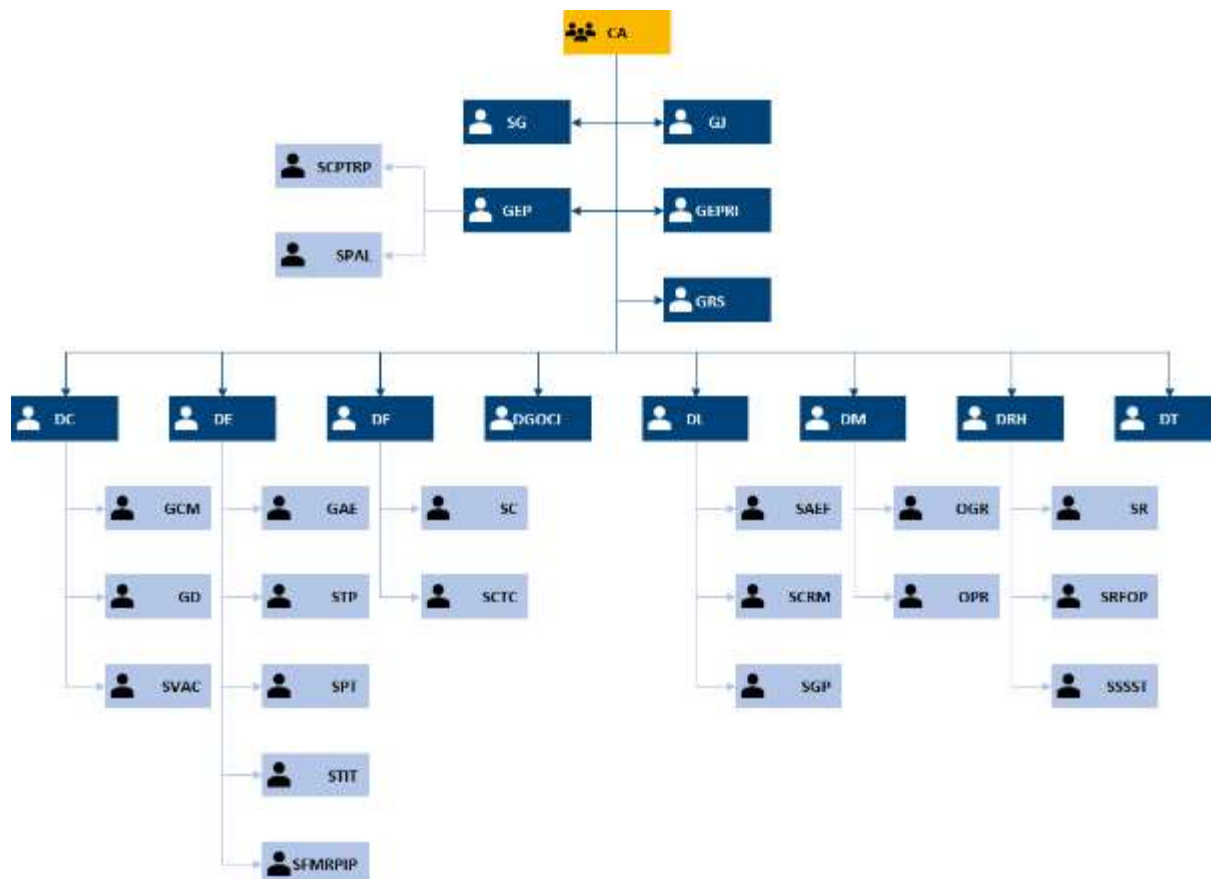 CA
SG
GJ
SCPTRP
GEP
GEPRI
SPAL
GRS
DC
DE
DF
DGOCI
DL
DM
DRH
DT
GCM
GAE
SC
SAEF
OGR
SR
GD
STP
SCTC
SCRM
OPR
SRFOP
SVAC
SPT
SGP
SSSST
STIT
SFMRPIP